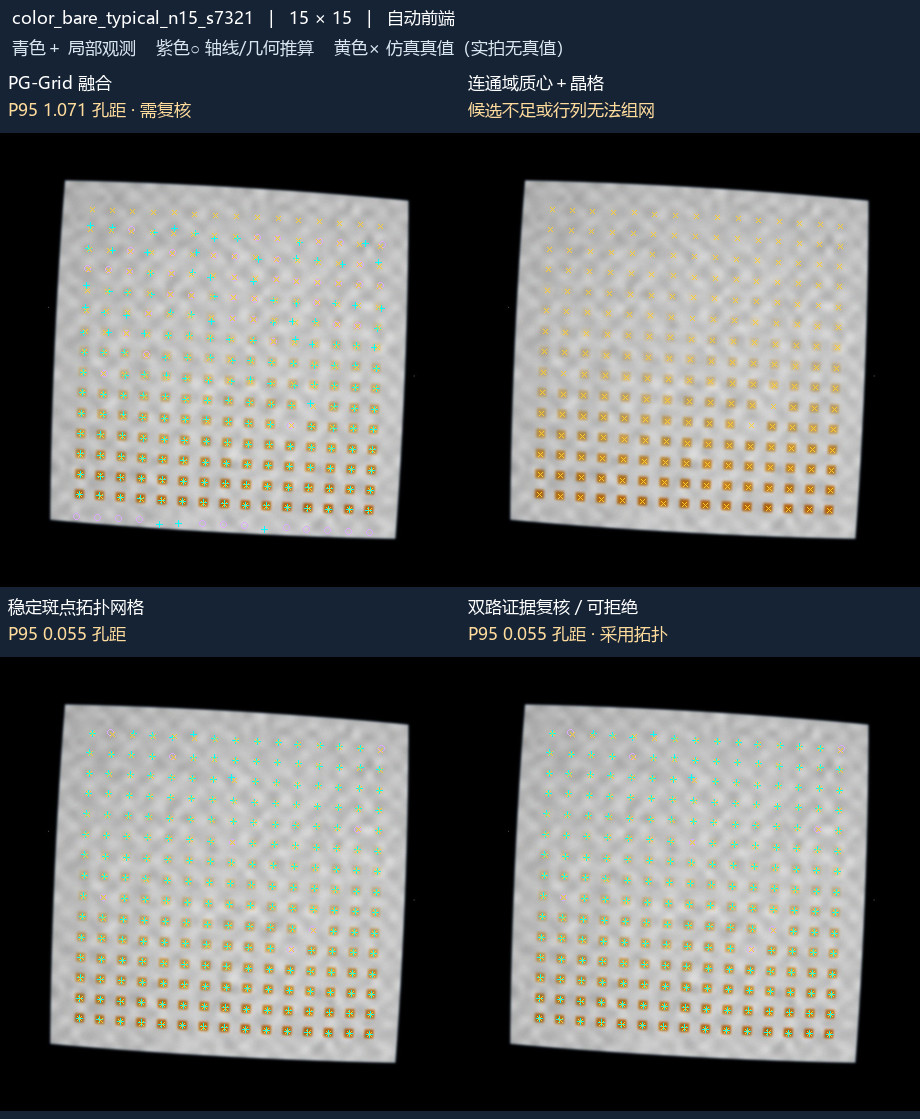 color_bare_typical_n15_s7321 | 15 × 15 | 自动前端
青色+ 局部观测 紫色○ 轴线/几何推算 黄色× 仿真真值（实拍无真值）
PG-Grid 融合
P95 1.071 孔距 · 需复核
连通域质心＋晶格
候选不足或行列无法组网
稳定斑点拓扑网格
P95 0.055 孔距
双路证据复核 / 可拒绝
P95 0.055 孔距 · 采用拓扑